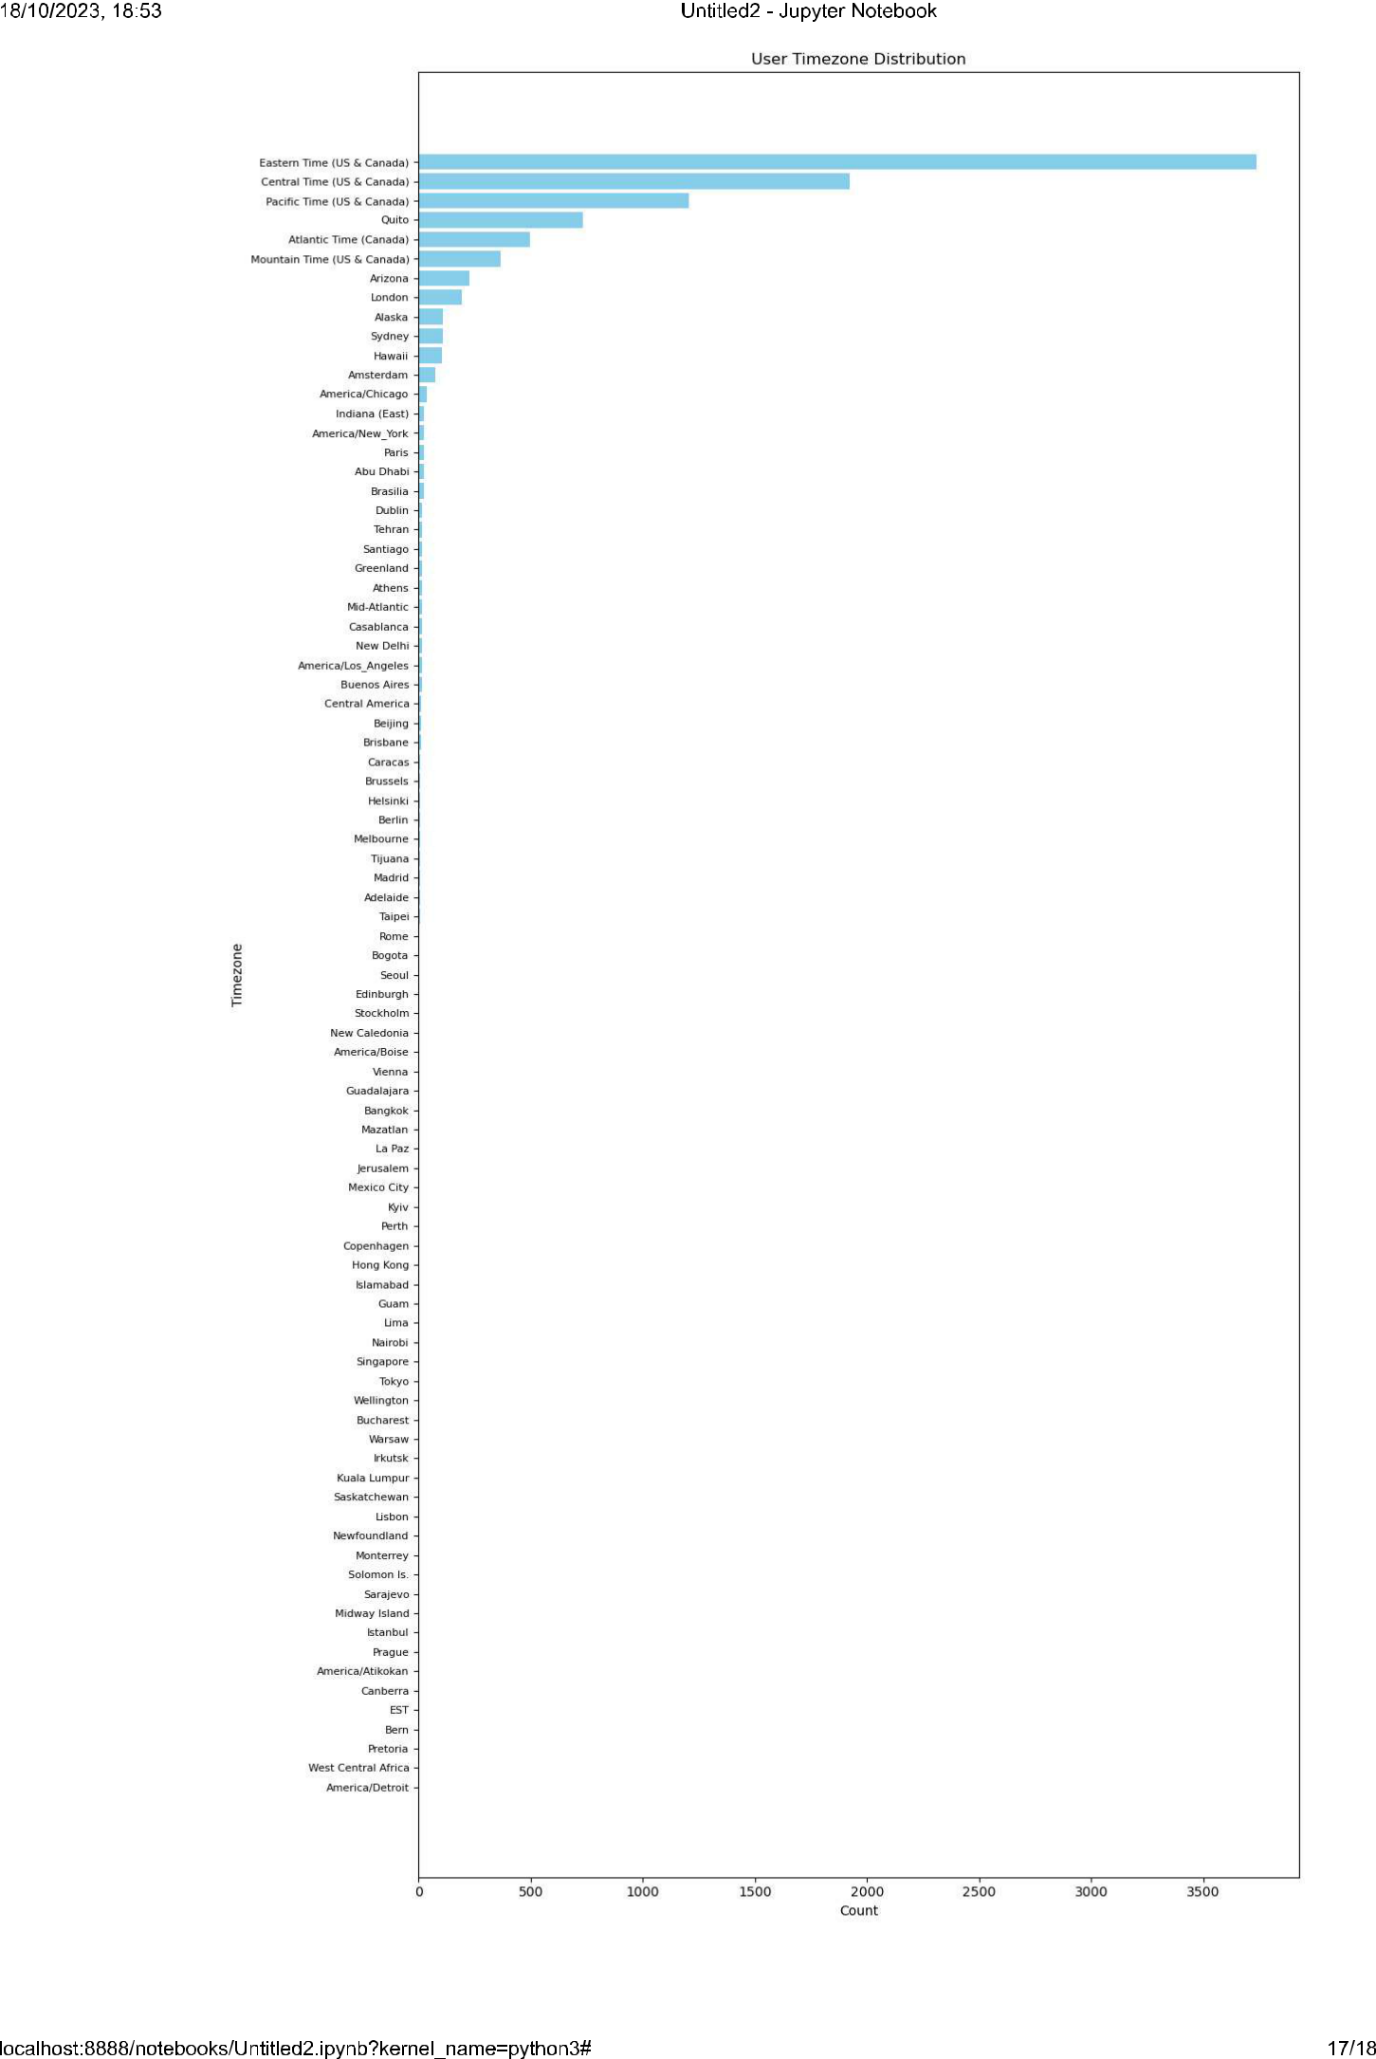 18/10/2023, 18:53
Untitled2 - Jupyter Notebook
User Timezone Distribution
Eastern Time (US & Canada)
Central Time (US & Canada)
Pacific Time (US & Canada)
Quito
Atlantic Time (Canada)
Mountain Time (US & Canada)
Arizona
London
Alaska
Sydney
Hawaii
Amsterdam
America/Chicago
Indiana (East)
America/New_York
Paris
Abu Dhabi
Brasilia
Dublin
Tehran
Santiago
Greenland
Athens
Mid-Atlantic
Casablanca
New Delhi
America/Los_Angeles
Buenos Aires
Central America
Beijing
Brisbane
Caracas
Brussels
Helsinki
Berlin
Melbourne
Tijuana
Madrid
Adelaide
Taipei
Rome
Bogota
Seoul
Edinburgh
Stockholm
New Caledonia
America/Boise
Vienna
Guadalajara
Bangkok
Mazatlan
La Paz
Jerusalem
Mexico City
Kyiv
Perth
Copenhagen
Hong Kong
Islamabad
Guam
Lima
Nairobi
Singapore
Tokyo
Wellington
Bucharest
Warsaw
Irkutsk
Kuala Lumpur
Saskatchewan
Lisbon
Newfoundland
Monterrey
Solomon Is.
Sarajevo
Midway Island
Istanbul
Prague
America/Atikokan
Canberra
EST
Bern
Pretoria
West Central Africa
America/Detroit
Timezone
0 500 1000 1500 2000 2500 3000 3500
Count
localhost:8888/notebooks/Untitled2.ipynb?kernel_name=python3#
17/18